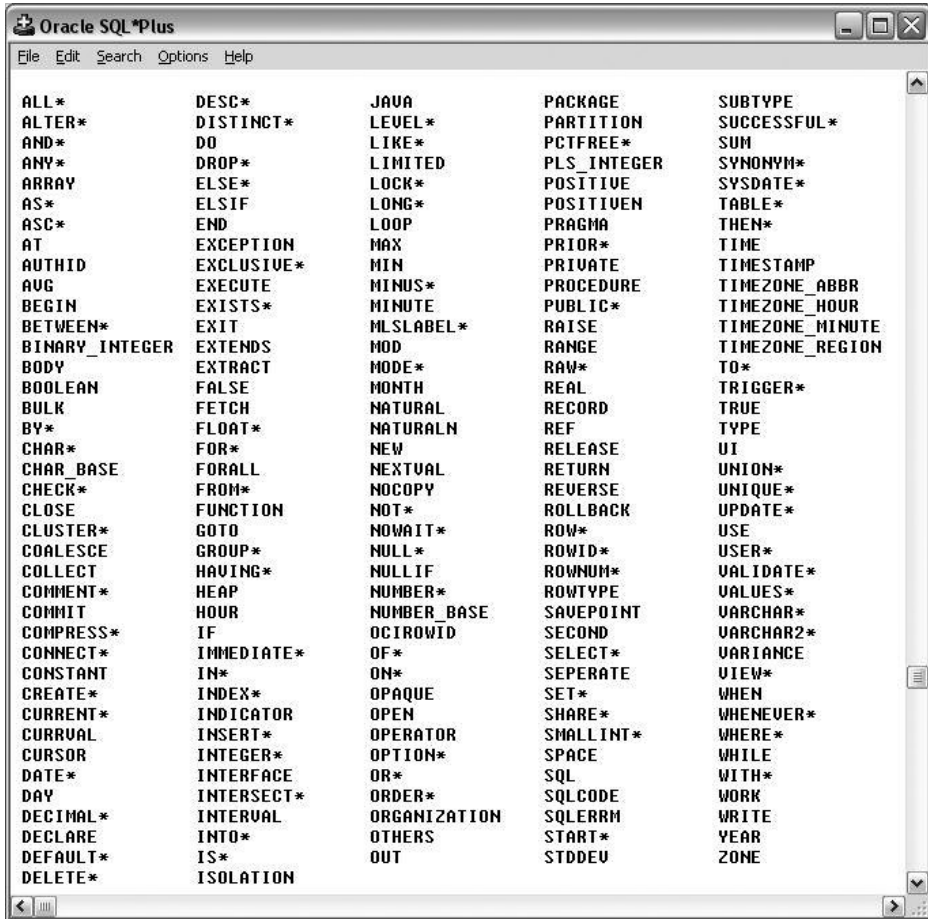 Oracle SQL*Plus
File Edit Search Options Help
ALL* DESC* JAVA PACKAGE SUBTYPE
ALTER* DISTINCT* LEVEL* PARTITION SUCCESSFUL*
AND* DO LIKE* PCTFREE* SUM
ANY* DROP* LIMITED PLS_INTEGER SYNONYM*
ARRAY ELSE* LOCK* POSITIVE SYSDATE*
AS* ELSIF LONG* POSITIVEN TABLE*
ASC* END LOOP PRAGMA THEN*
AT EXCEPTION MAX PRIOR* TIME
AUTHID EXCLUSIVE* MIN PRIVATE TIMESTAMP
AVG EXECUTE MINUS* PROCEDURE TIMEZONE_ABBR
BEGIN EXISTS* MINUTE PUBLIC* TIMEZONE_HOUR
BETWEEN* EXIT MLSLABEL* RAISE TIMEZONE_MINUTE
BINARY_INTEGER EXTENDS MOD RANGE TIMEZONE_REGION
BODY EXTRACT MODE* RAW* TO*
BOOLEAN FALSE MONTH REAL TRIGGER*
BULK FETCH NATURAL RECORD TRUE
BY* FLOAT* NATURALN REF TYPE
CHAR* FOR* NEW RELEASE UI
CHAR_BASE FORALL NEXTVAL RETURN UNION*
CHECK* FROM* NOCOPY REVERSE UNIQUE*
CLOSE FUNCTION NOT* ROLLBACK UPDATE*
CLUSTER* GOTO NOWAIT* ROW* USE
COALESCE GROUP* NULL* ROWID* USER*
COLLECT HAVING* NULLIF ROWNUM* VALIDATE*
COMMENT* HEAP NUMBER* ROWTYPE VALUES*
COMMIT HOUR NUMBER_BASE SAVEPOINT VARCHAR*
COMPRESS* IF OCIROWID SECOND VARCHAR2*
CONNECT* IMMEDIATE* OF* SELECT* VARIANCE
CONSTANT IN* ON* SEPERATE VIEW*
CREATE* INDEX* OPAQUE SET* WHEN
CURRENT* INDICATOR OPEN SHARE* WHENEVER*
CURRVAL INSERT* OPERATOR SMALLINT* WHERE*
CURSOR INTEGER* OPTION* SPACE WHILE
DATE* INTERFACE OR* SQL WITH*
DAY INTERSECT* ORDER* SQLCODE WORK
DECIMAL* INTERVAL ORGANIZATION SQLERRM WRITE
DECLARE INTO* OTHERS START* YEAR
DEFAULT* IS* OUT STDDEV ZONE
DELETE* ISOLATION